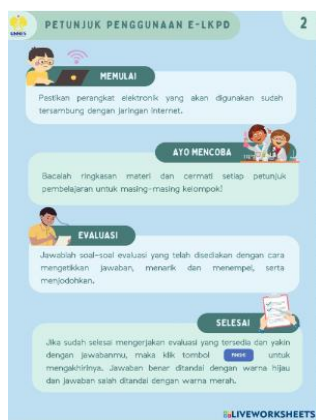 UNNES
PETUNJUK PENGGUNAAN E-LKPD
2
MEMULAI
Pastikan perangkat elektronik yang akan digunakan sudah
tersambung dengan jaringan internet.
AYO MENCOBA
Bacalah ringkasan materi dan cermati setiap petunjuk
pembelajaran untuk masing-masing kelompok!
EVALUASI
Jawablah soal-soal evaluasi yang telah disediakan dengan cara
mengetikkan jawaban, menarik dan menempel, serta
menjodohkan.
SELESAI
Jika sudah selesai mengerjakan evaluasi yang tersedia dan yakin
dengan jawabanmu, maka klik tombol FINISH untuk
mengakhirinya. Jawaban benar ditandai dengan warna hijau
dan jawaban salah ditandai dengan warna merah.
LIVEWORKSHEETS